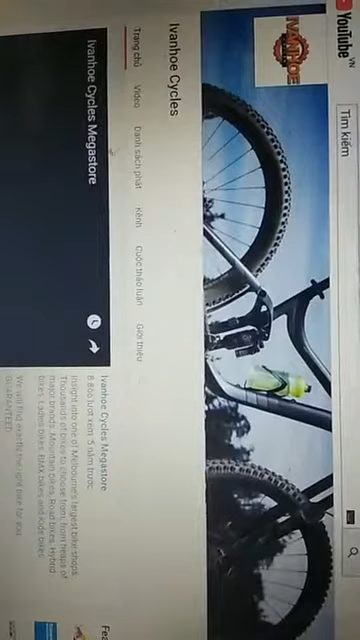 YouTube VN
Tìm kiếm
IVANHOE
Ivanhoe Cycles
Trang chủ Video Danh sách phát Kênh Cuộc thảo luận Giới thiệu
Ivanhoe Cycles Megastore
Ivanhoe Cycles Megastore
8.866 lượt xem 5 năm trước
Insight into one of Melbourne's largest bike shops.
Thousands of bikes to choose from, from heaps of
major brands. Mountain bikes, Road bikes, Hybrid
bikes, Ladies bikes, BMX bikes and Kids bikes.
We will find exactly the right bike for you,
GUARANTEED.
Fea